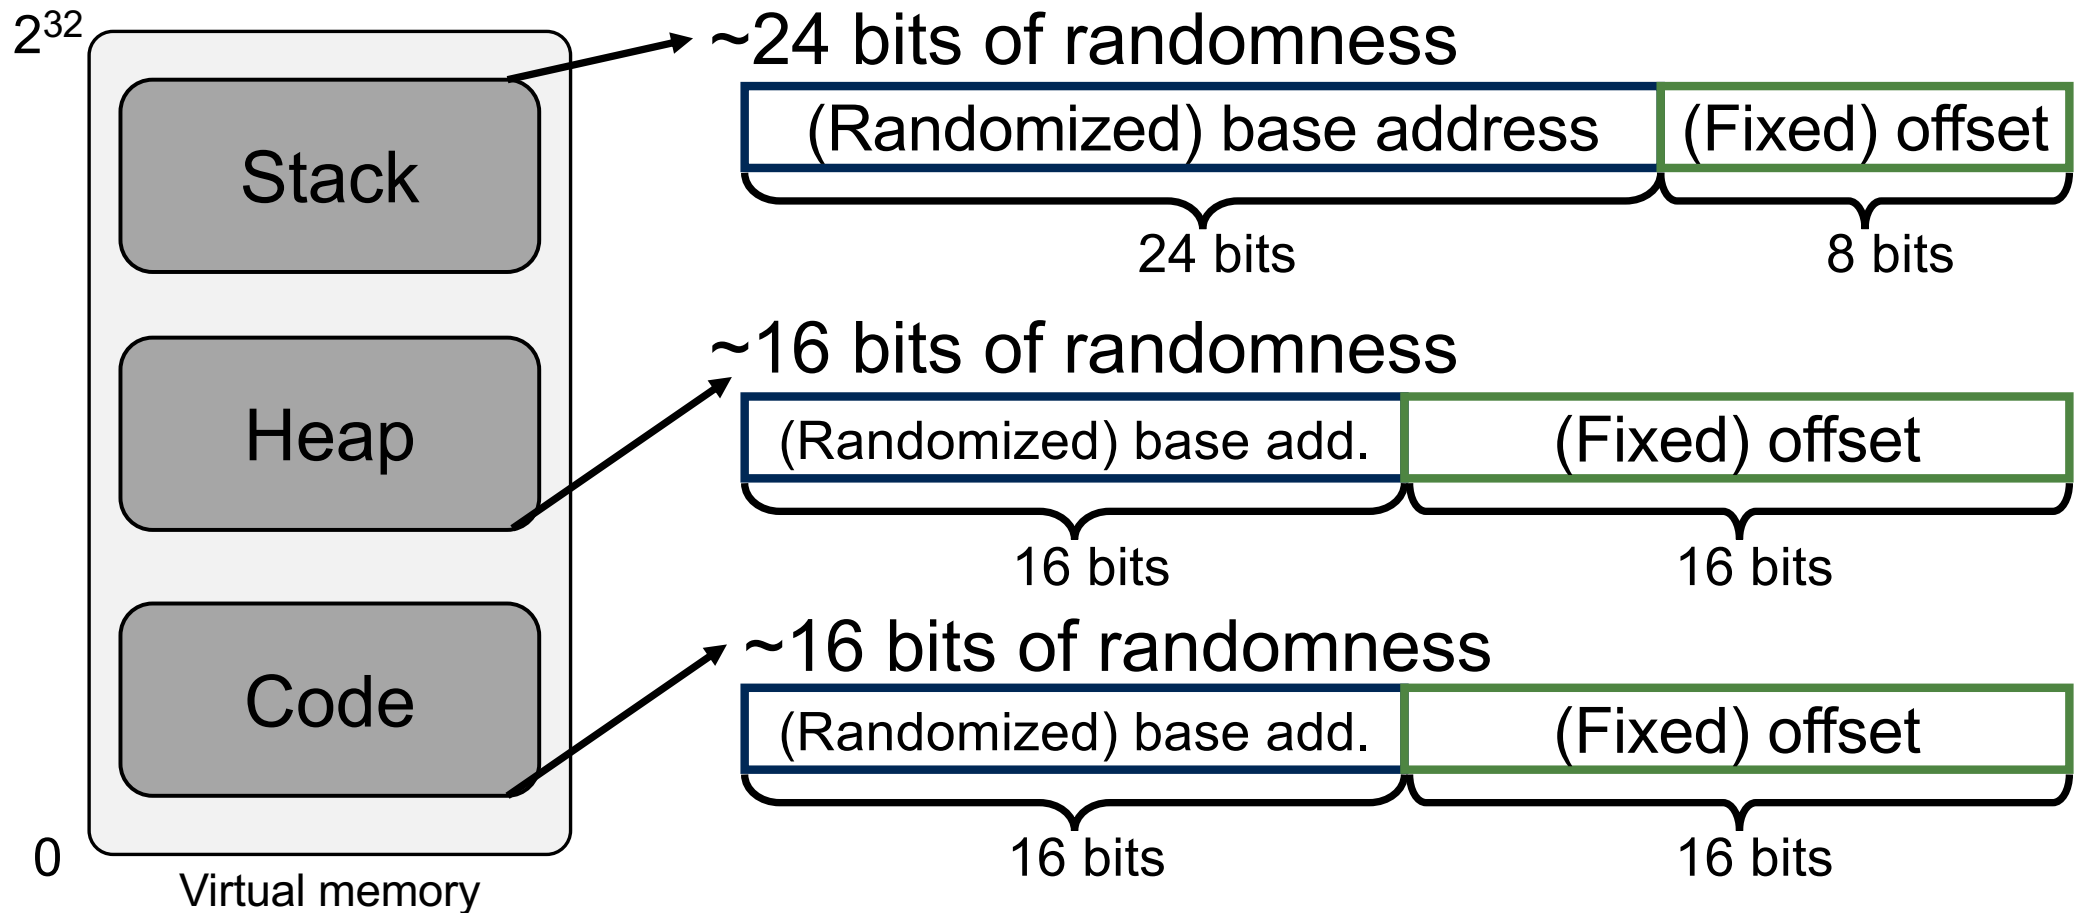 2³²
Stack
Heap
Code
0
Virtual memory
~24 bits of randomness
(Randomized) base address (Fixed) offset
24 bits 8 bits
~16 bits of randomness
(Randomized) base add. (Fixed) offset
16 bits 16 bits
~16 bits of randomness
(Randomized) base add. (Fixed) offset
16 bits 16 bits